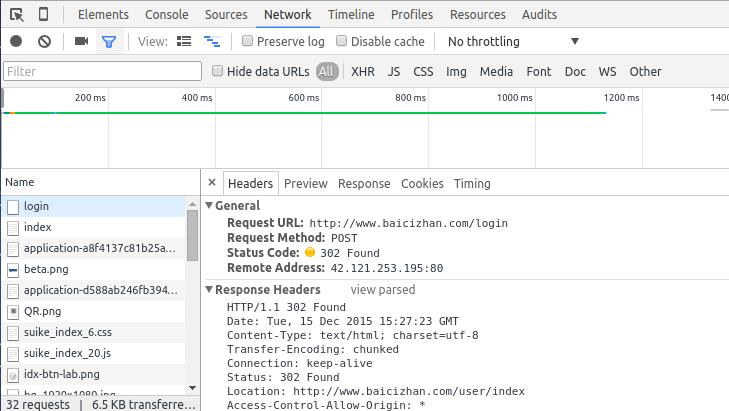 Elements Console Sources Network Timeline Profiles Resources Audits
View: Preserve log Disable cache No throttling
Filter Hide data URLs All XHR JS CSS Img Media Font Doc WS Other
200 ms 400 ms 600 ms 800 ms 1000 ms 1200 ms 1400
Name
login
index
application-a8f4137c81b25a...
beta.png
application-d588ab246fb394...
QR.png
suike_index_6.css
suike_index_20.js
idx-btn-lab.png
bg_1920x1080.jpg
32 requests | 6.5 KB transferre...
× Headers Preview Response Cookies Timing
General
Request URL: http://www.baicizhan.com/login
Request Method: POST
Status Code: 302 Found
Remote Address: 42.121.253.195:80
Response Headers view parsed
HTTP/1.1 302 Found
Date: Tue, 15 Dec 2015 15:27:23 GMT
Content-Type: text/html; charset=utf-8
Transfer-Encoding: chunked
Connection: keep-alive
Status: 302 Found
Location: http://www.baicizhan.com/user/index
Access-Control-Allow-Origin: *